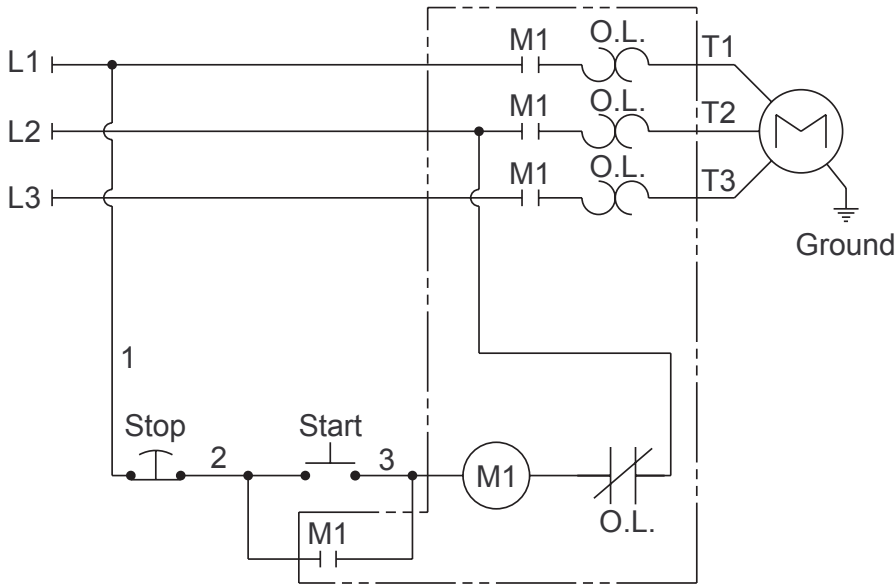 O.L.
L1
M1
T1
O.L.
L2
M1
T2
O.L.
L3
M1
T3
Ground
1
Stop
2
Start
3
M1
O.L.
M1